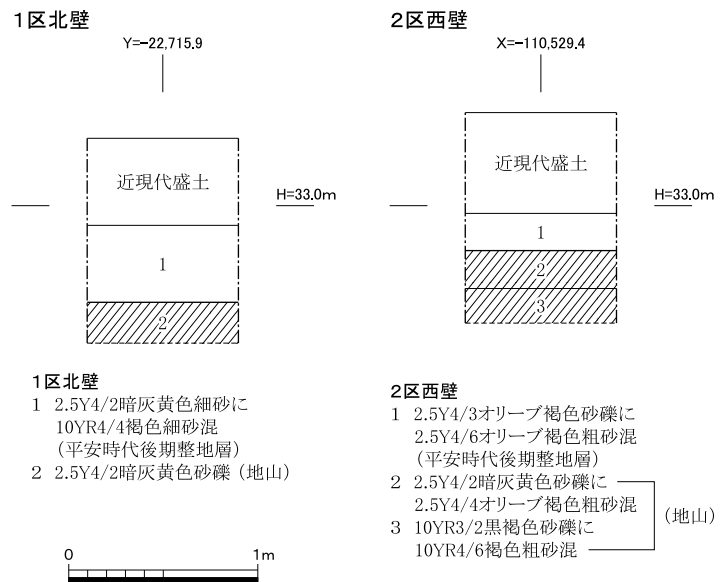 1区北壁
Y=-22,715.9
近現代盛土
H=33.0m
1
2
2区西壁
X=-110,529.4
近現代盛土
H=33.0m
1
2
3
1区北壁
1 2.5Y4/2暗灰黄色細砂に
10YR4/4褐色細砂混
(平安時代後期整地層)
2 2.5Y4/2暗灰黄色砂礫(地山)
2区西壁
1 2.5Y4/3オリーブ褐色砂礫に
2.5Y4/6オリーブ褐色粗砂混
(平安時代後期整地層)
2 2.5Y4/2暗灰黄色砂礫に
2.5Y4/4オリーブ褐色粗砂混
3 10YR3/2黒褐色砂礫に
10YR4/6褐色粗砂混
(地山)
0 1m